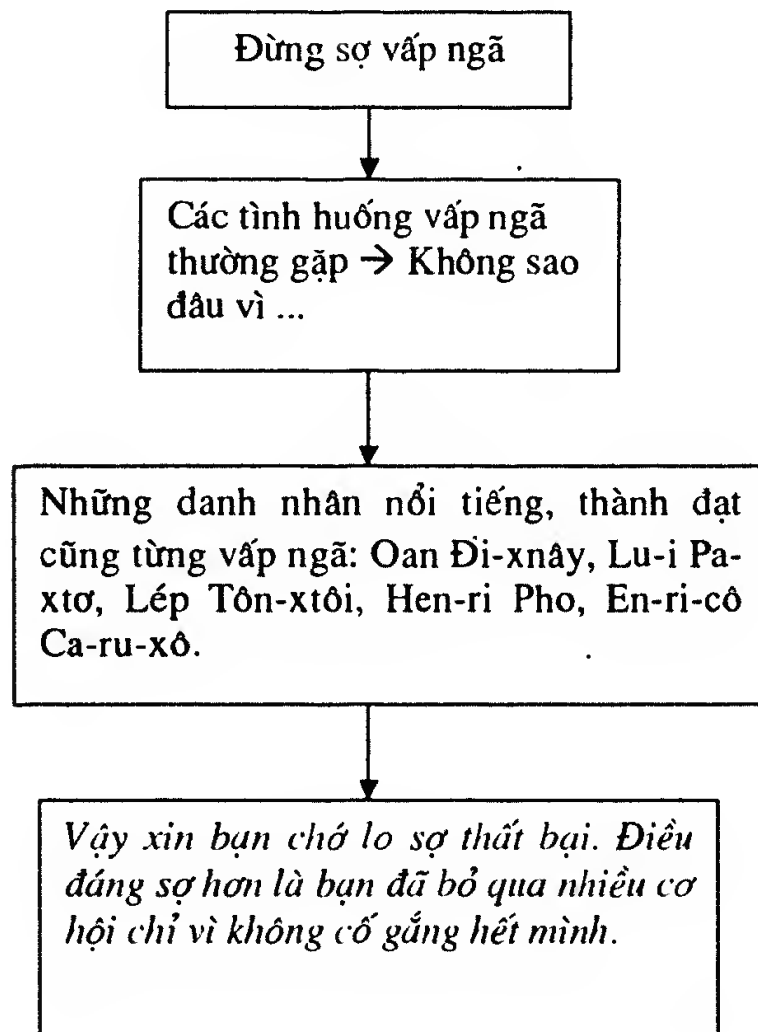 Đừng sợ vấp ngã
Các tình huống vấp ngã
thường gặp → Không sao
đâu vì ...
Những danh nhân nổi tiếng, thành đạt
cũng từng vấp ngã: Oan Đi-xnây, Lu-i Pa-
xtơ, Lép Tôn-xtôi, Hen-ri Pho, En-ri-cô
Ca-ru-xô.
Vậy xin bạn chớ lo sợ thất bại. Điều
đáng sợ hơn là bạn đã bỏ qua nhiều cơ
hội chỉ vì không cố gắng hết mình.